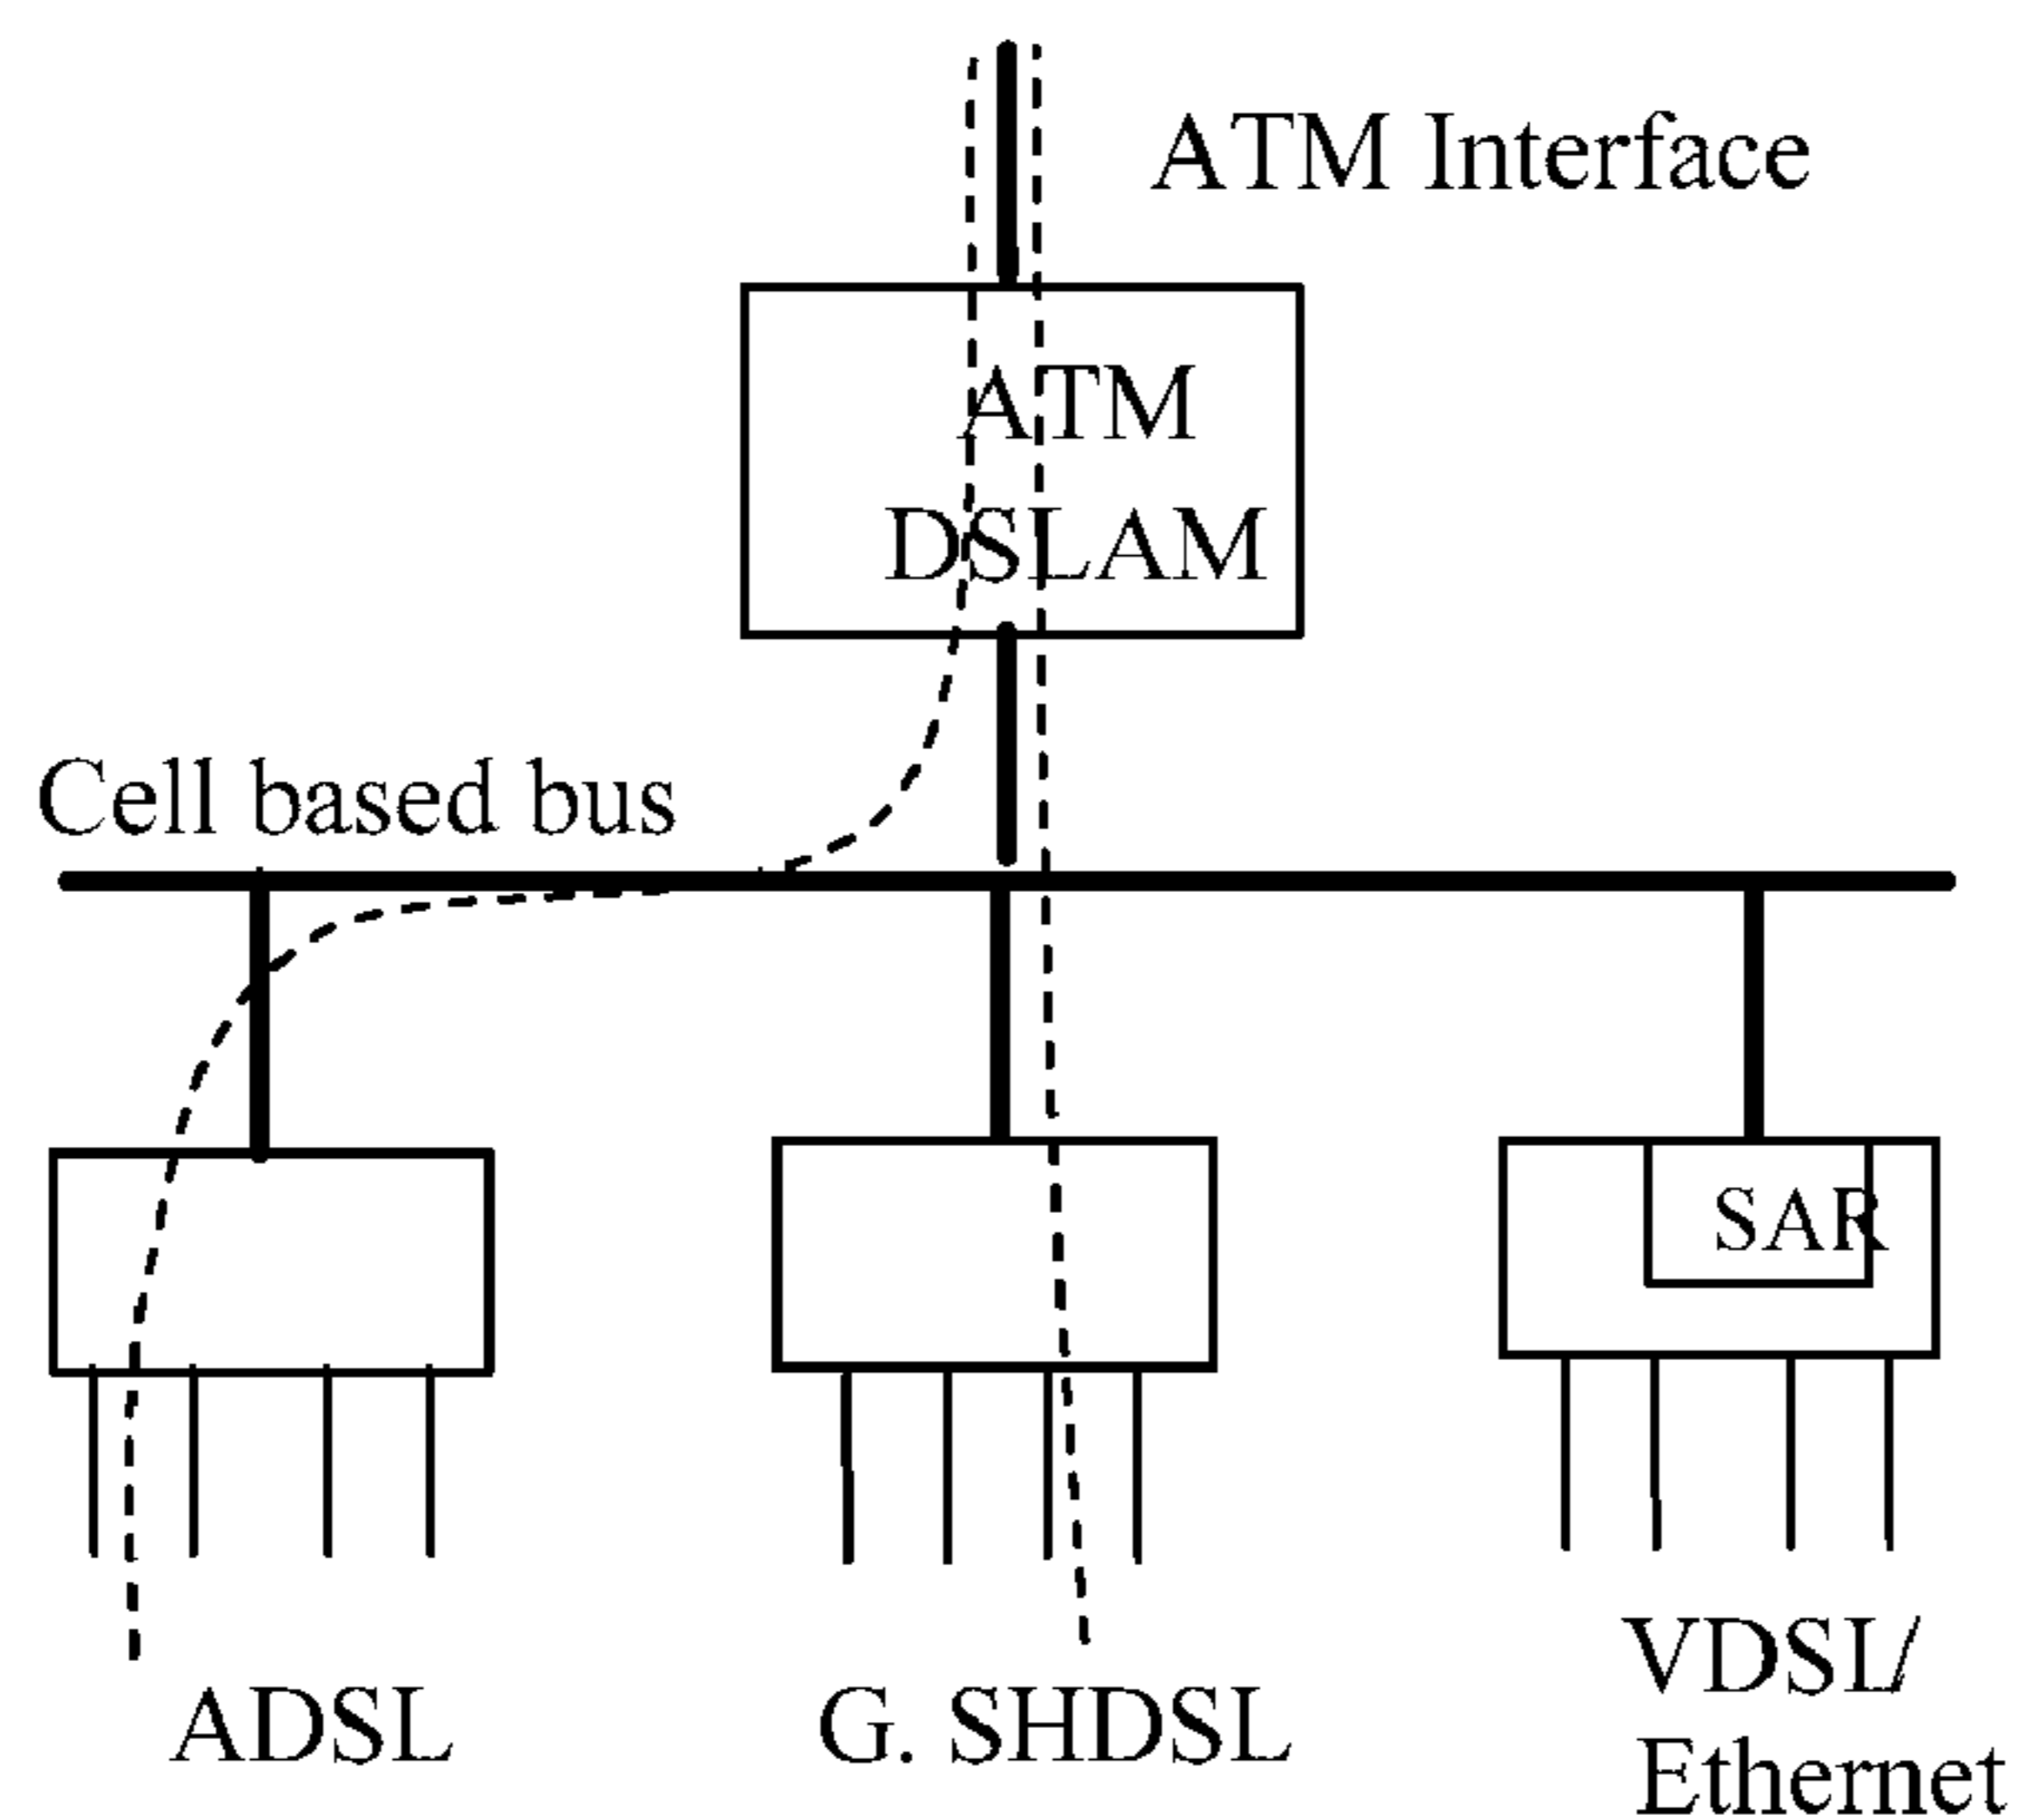 ATM Interface
ATM
DSLAM
Cell based bus
SAR
ADSL
G. SHDSL
VDSL/
Ethernet